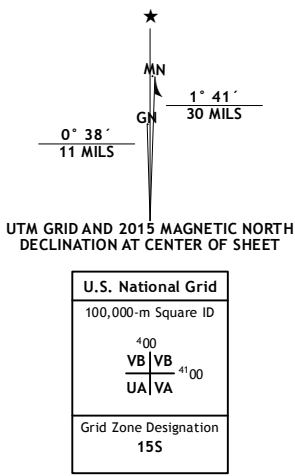 MN
1° 41´
30 MILS
GN
0° 38´
11 MILS
UTM GRID AND 2015 MAGNETIC NORTH
DECLINATION AT CENTER OF SHEET
U.S. National Grid
100,000-m Square ID
400
VB VB
4100
UA VA
Grid Zone Designation
15S